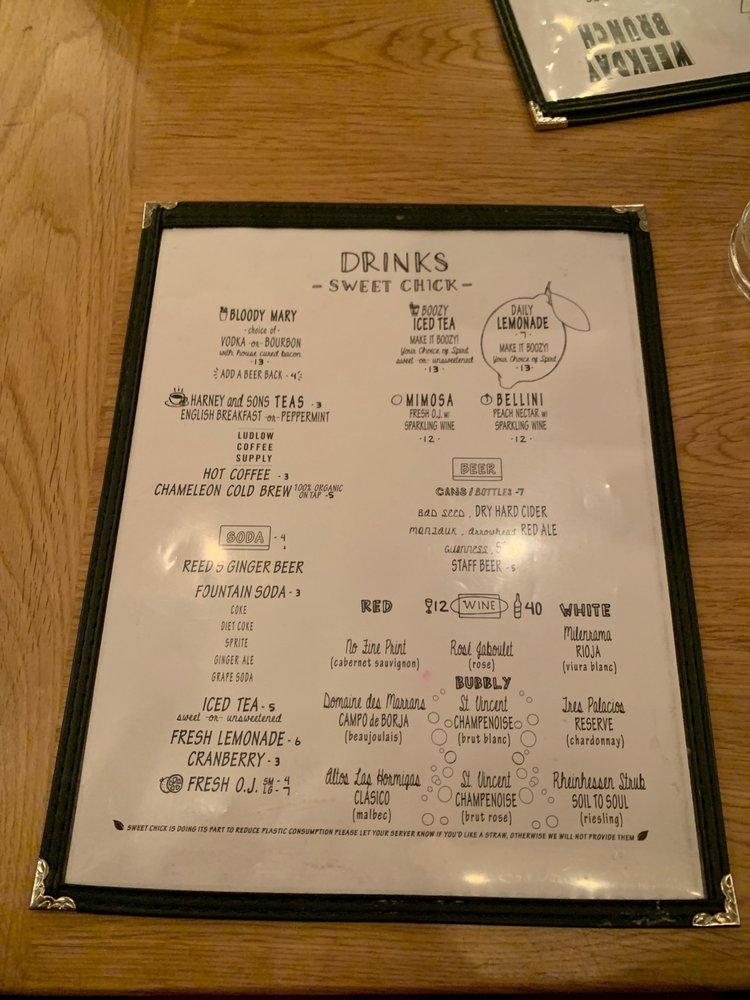 WEEKDAY
BRUNCH
DRINKS
- SWEET CHICK -
BLOODY MARY
- choice of -
VODKA -or- BOURBON
with house cured bacon
- 13 -
ADD A BEER BACK - 4
HARNEY and SONS TEAS - 3
ENGLISH BREAKFAST -or- PEPPERMINT
LUDLOW
COFFEE
SUPPLY
HOT COFFEE - 3
CHAMELEON COLD BREW 100% ORGANIC
ON TAP - 5
SODA - 4
REED'S GINGER BEER
FOUNTAIN SODA - 3
COKE
DIET COKE
SPRITE
GINGER ALE
GRAPE SODA
ICED TEA - 5
sweet -or- unsweetened
FRESH LEMONADE - 6
CRANBERRY - 3
FRESH O.J. SM - 4
LG - 7
BOOZY
ICED TEA
MAKE IT BOOZY!
Your Choice of Spirit
sweet -or- unsweetened
- 13 -
DAILY
LEMONADE
- 7 -
MAKE IT BOOZY!
Your Choice of Spirit
- 13 -
MIMOSA
FRESH O.J. w/
SPARKLING WINE
- 12 -
BELLINI
PEACH NECTAR w/
SPARKLING WINE
- 12 -
BEER
CANS / BOTTLES - 7
BAD SEED, DRY HARD CIDER
MONTAUK, arrowhead RED ALE
GUINNESS,
STAFF BEER - 5
RED
12 WINE 40
WHITE
No Fine Print
(cabernet sauvignon)
Rosé Jaboulet
(rose)
Milenrama
RIOJA
(viura blanc)
BUBBLY
Domaine des Marrans
CAMPO de BORJA
(beaujoulais)
St. Vincent
CHAMPENOISE
(brut blanc)
Tres Palacios
RESERVE
(chardonnay)
Altos Las Hormigas
CLASICO
(malbec)
St. Vincent
CHAMPENOISE
(brut rose)
Rheinhessen Strub
SOIL TO SOUL
(riesling)
SWEET CHICK IS DOING ITS PART TO REDUCE PLASTIC CONSUMPTION PLEASE LET YOUR SERVER KNOW IF YOU'D LIKE A STRAW, OTHERWISE WE WILL NOT PROVIDE THEM